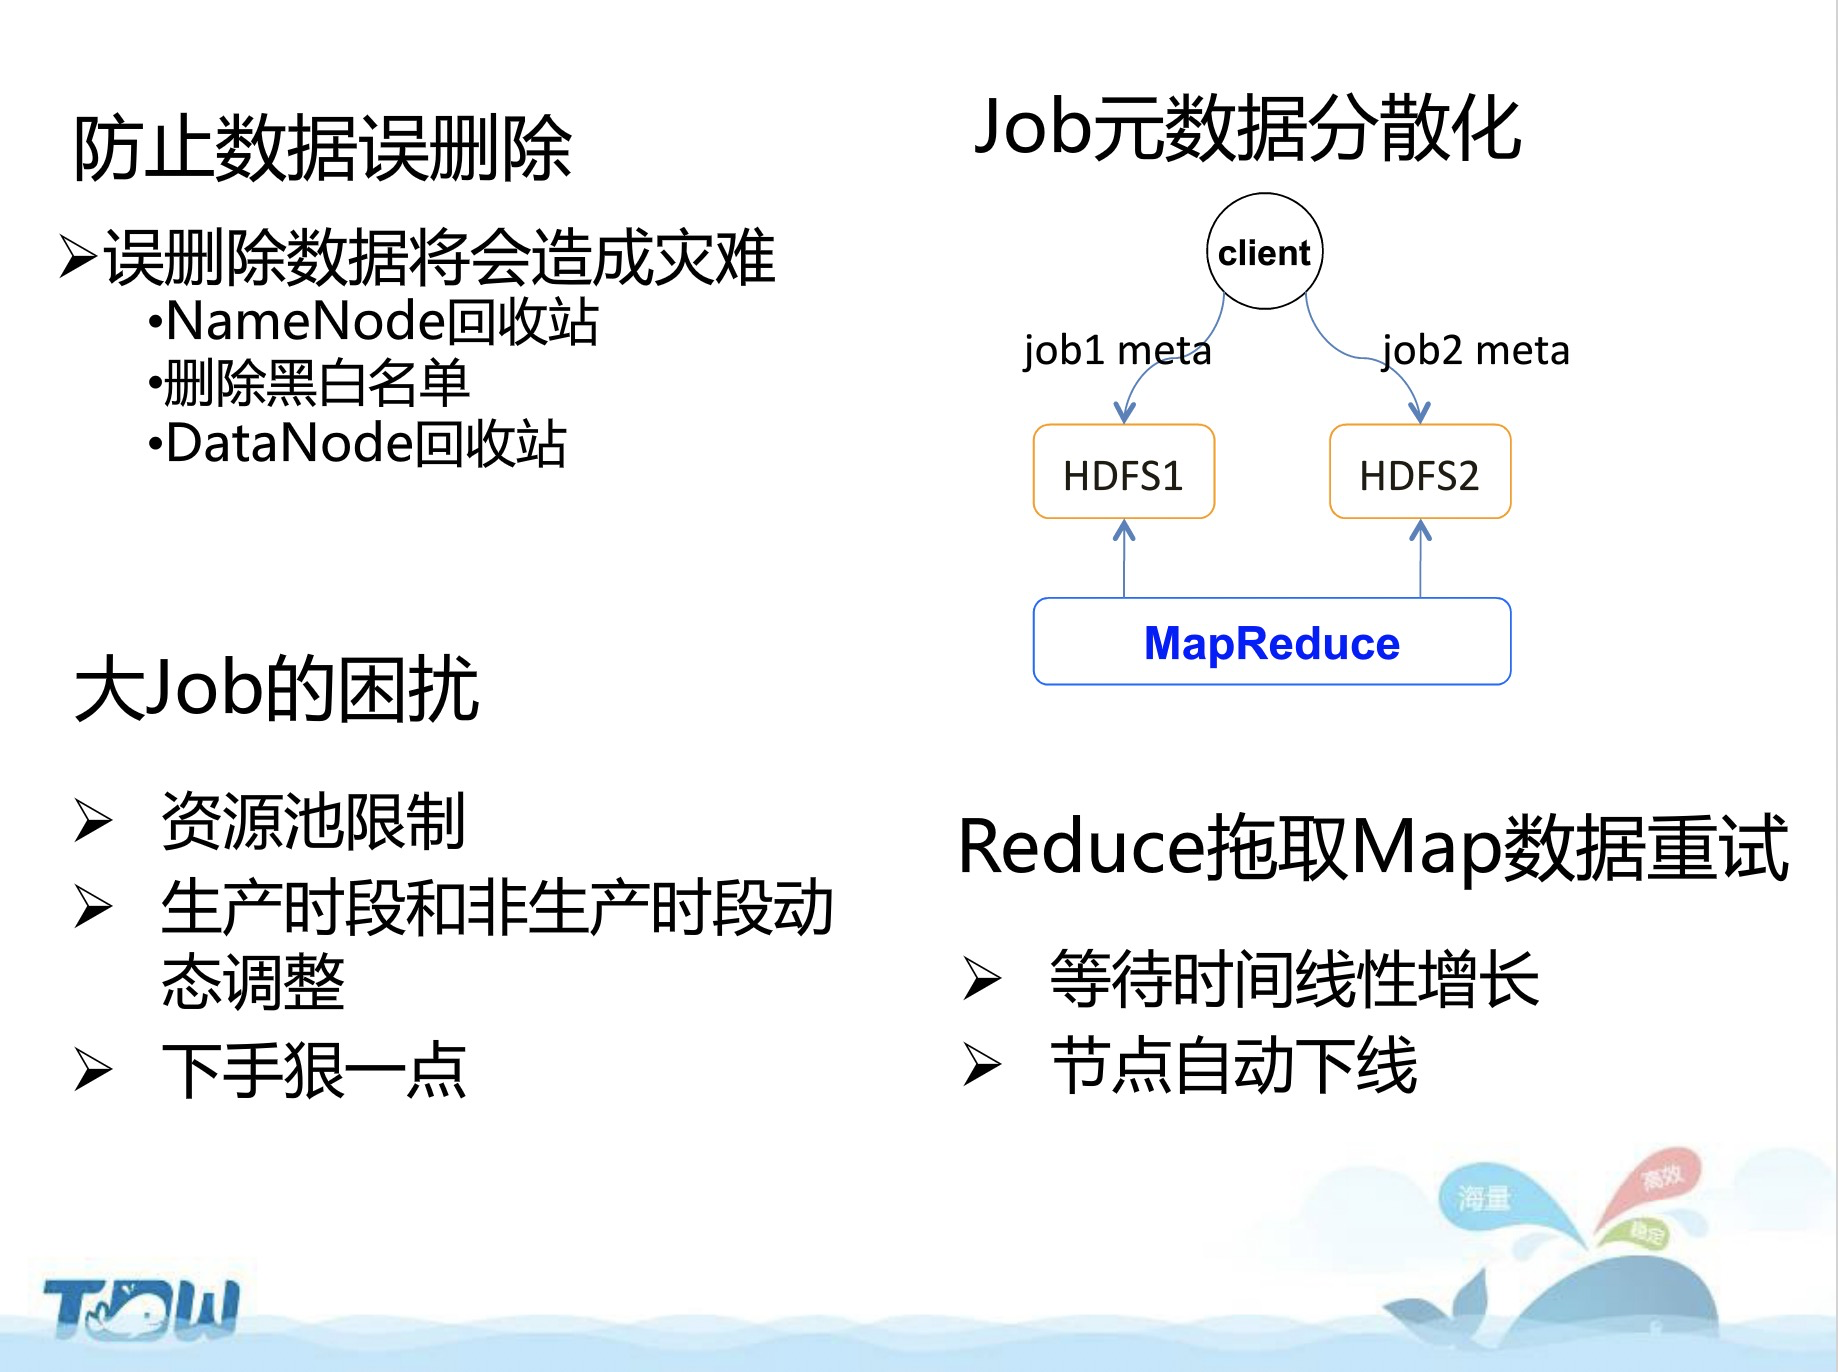 防止数据误删除
➢误删除数据将会造成灾难
•NameNode回收站
•删除黑白名单
•DataNode回收站
大Job的困扰
➢ 资源池限制
➢ 生产时段和非生产时段动
态调整
➢ 下手狠一点
Job元数据分散化
client
job1 meta
job2 meta
HDFS1
HDFS2
MapReduce
Reduce拖取Map数据重试
➢ 等待时间线性增长
➢ 节点自动下线
海量
高效
稳定
TDW